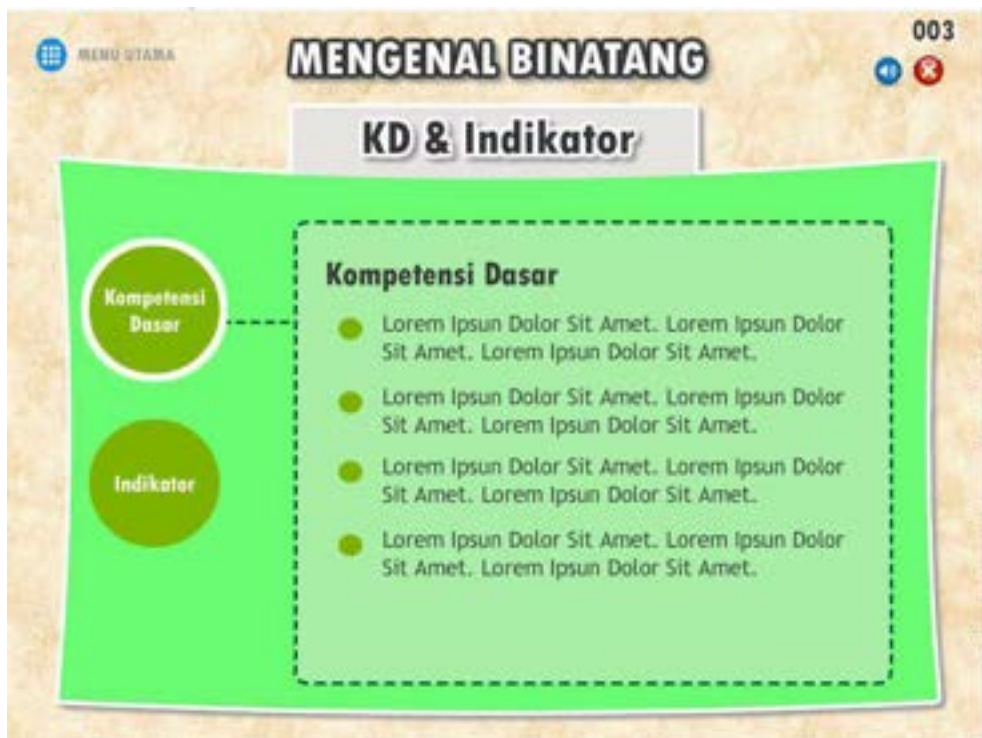 MENU UTAMA
MENGENAL BINATANG
003
KD & Indikator
Kompetensi
Dasar
Indikator
Kompetensi Dasar
Lorem Ipsun Dolor Sit Amet. Lorem Ipsun Dolor
Sit Amet. Lorem Ipsun Dolor Sit Amet.
Lorem Ipsun Dolor Sit Amet. Lorem Ipsun Dolor
Sit Amet. Lorem Ipsun Dolor Sit Amet.
Lorem Ipsun Dolor Sit Amet. Lorem Ipsun Dolor
Sit Amet. Lorem Ipsun Dolor Sit Amet.
Lorem Ipsun Dolor Sit Amet. Lorem Ipsun Dolor
Sit Amet. Lorem Ipsun Dolor Sit Amet.